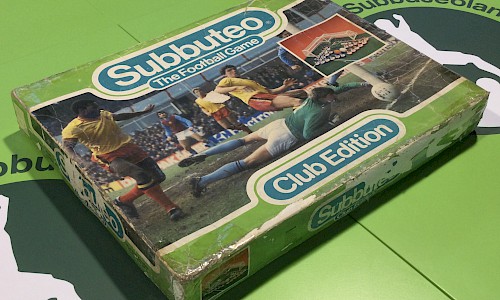 Subbuteo
The Football Game
Club Edition
Subbuteo